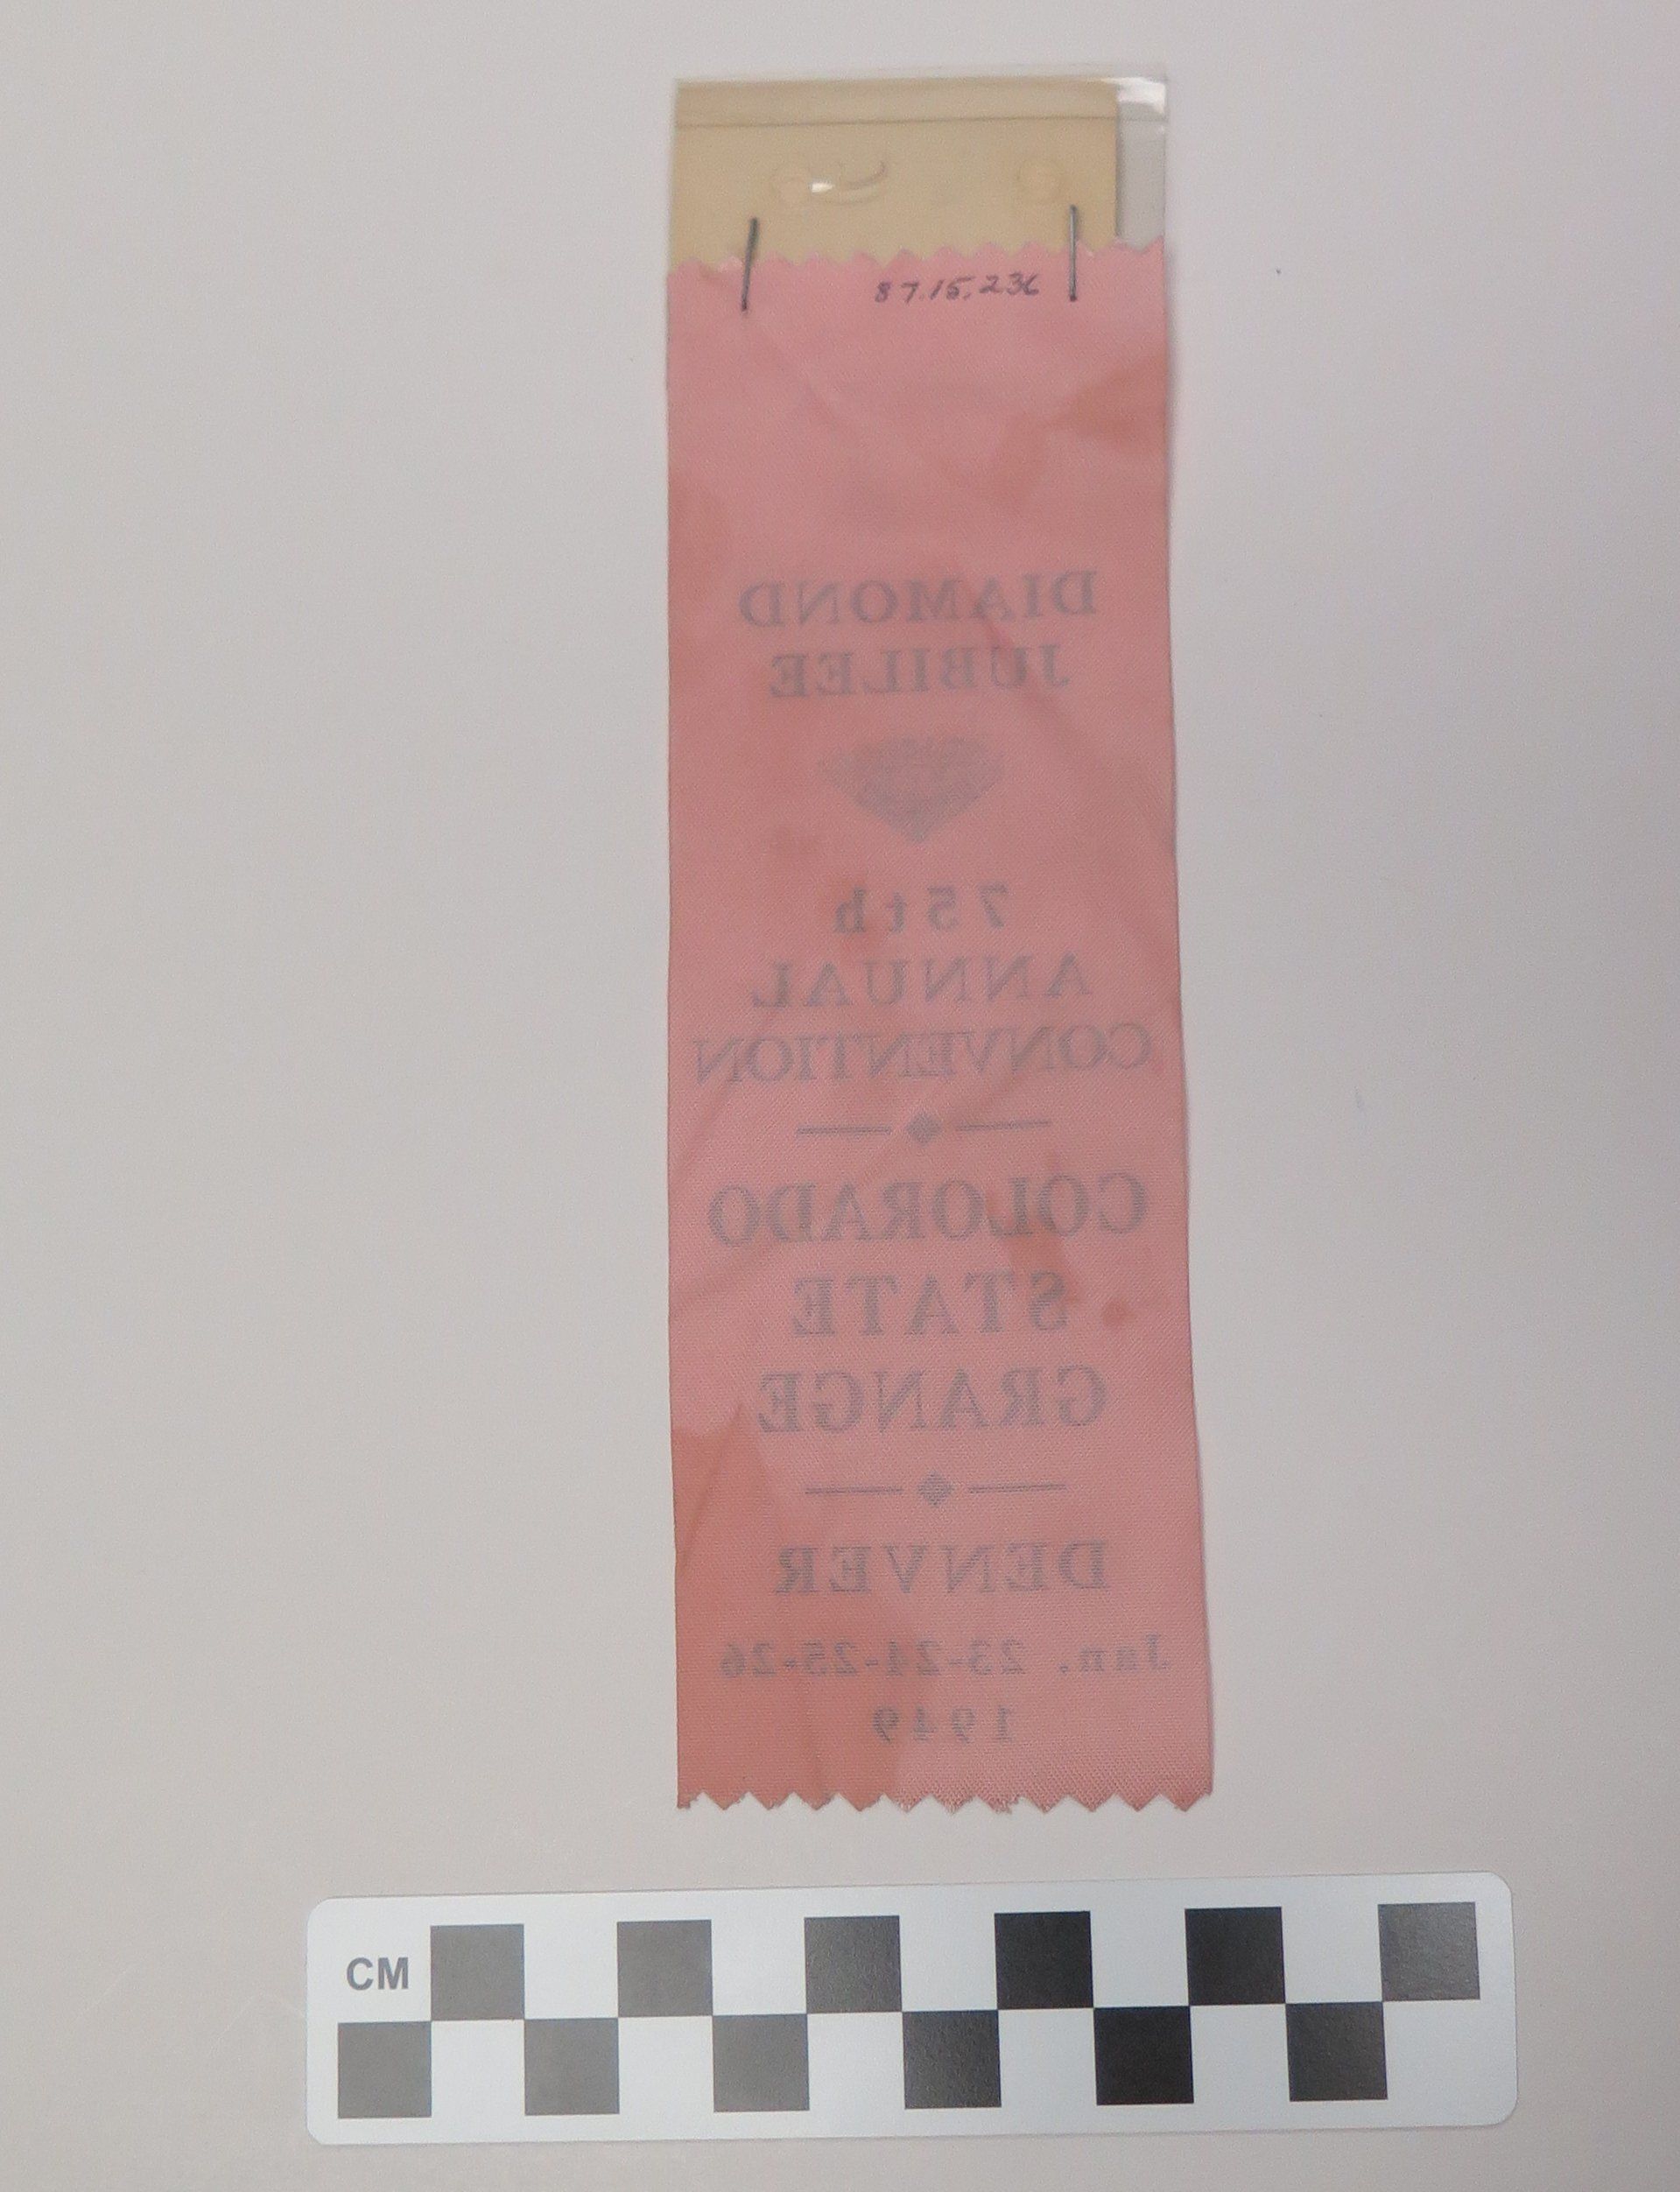 87.15.236
DIAMOND
JUBILEE
75th
ANNUAL
CONVENTION
COLORADO
STATE
GRANGE
DENVER
Jan. 23-24-25-26
1949
CM